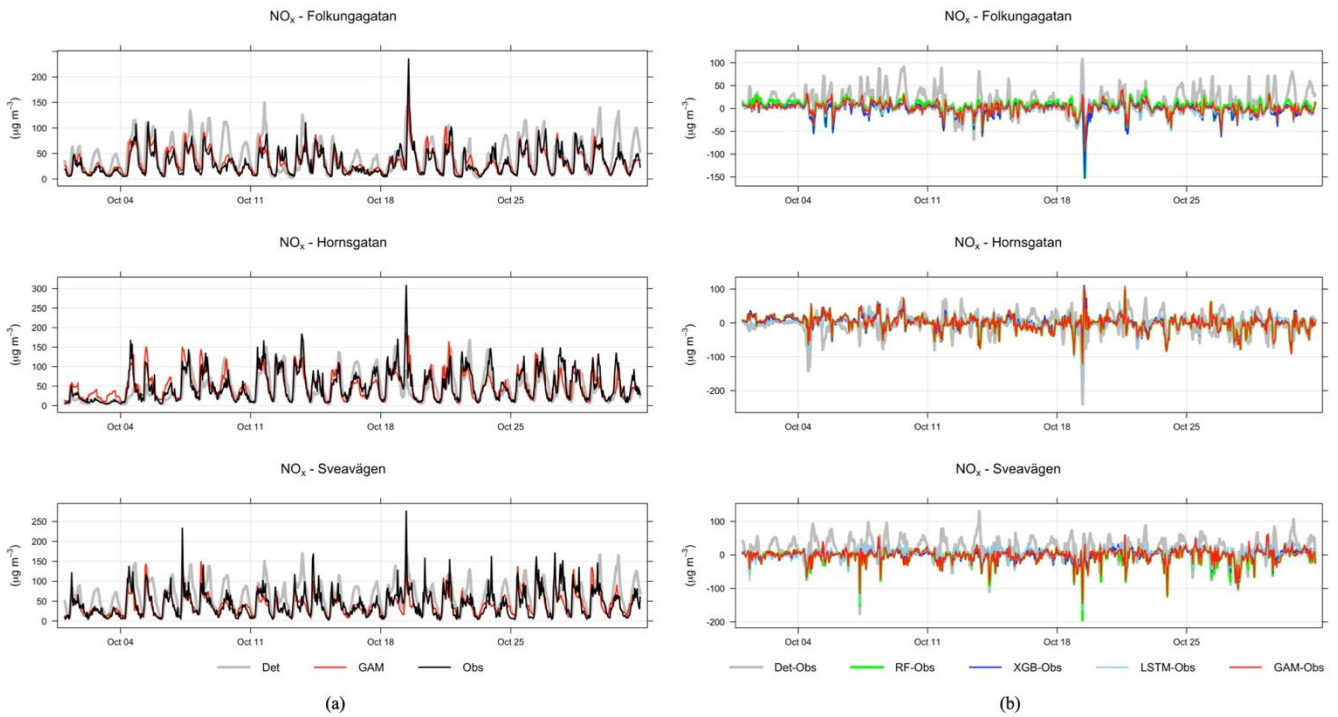 NOx - Folkungagatan
(µg m−3)
200
150
100
50
0
Oct 04 Oct 11 Oct 18 Oct 25
NOx - Hornsgatan
(µg m−3)
300
250
200
150
100
50
0
Oct 04 Oct 11 Oct 18 Oct 25
NOx - Sveavägen
(µg m−3)
250
200
150
100
50
0
Oct 04 Oct 11 Oct 18 Oct 25
Det GAM Obs
(a)
NOx - Folkungagatan
(µg m−3)
100
50
0
-50
-100
-150
Oct 04 Oct 11 Oct 18 Oct 25
NOx - Hornsgatan
(µg m−3)
100
0
-100
-200
Oct 04 Oct 11 Oct 18 Oct 25
NOx - Sveavägen
(µg m−3)
100
0
-100
-200
Oct 04 Oct 11 Oct 18 Oct 25
Det-Obs RF-Obs XGB-Obs LSTM-Obs GAM-Obs
(b)